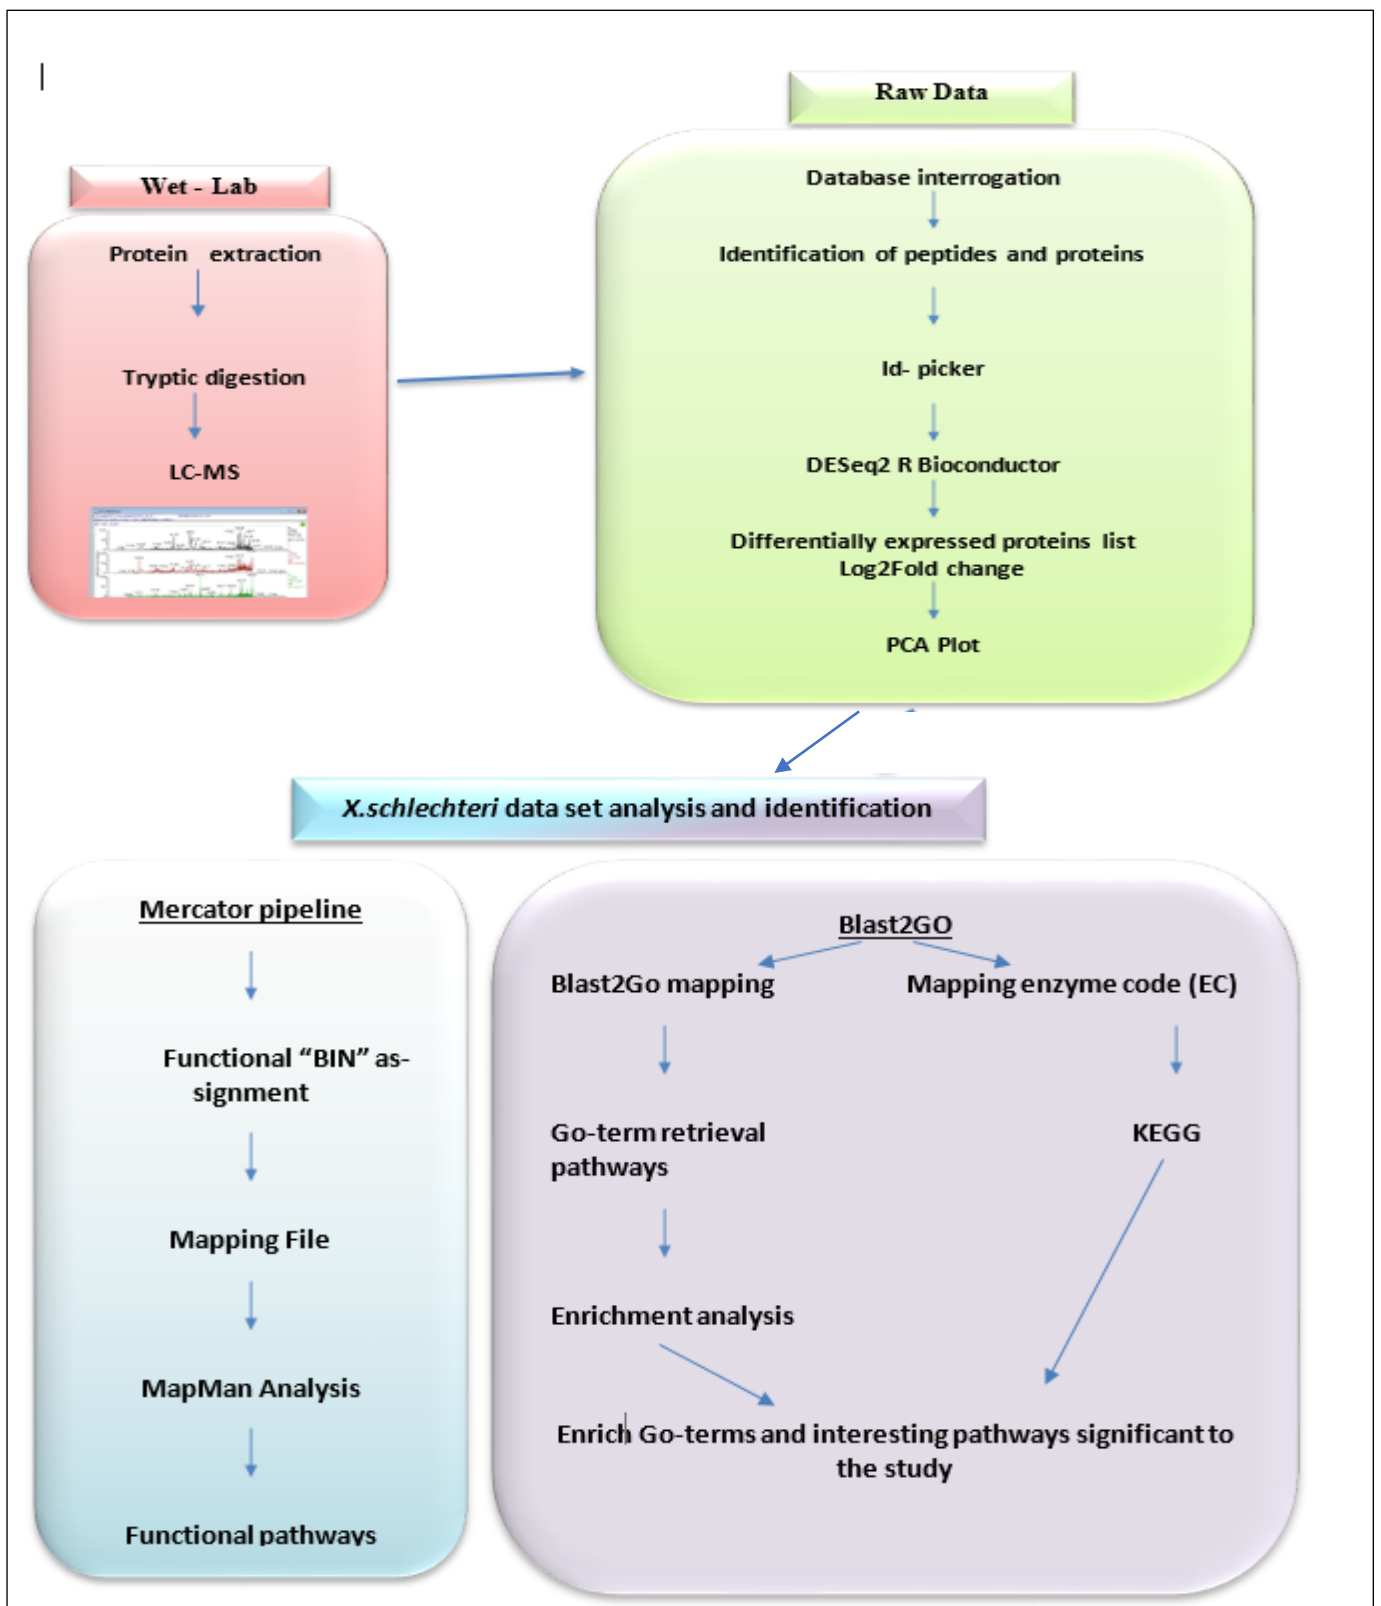 Wet - Lab
Protein extraction
Tryptic digestion
LC-MS
Raw Data
Database interrogation
Identification of peptides and proteins
Id- picker
DESeq2 R Bioconductor
Differentially expressed proteins list
Log2Fold change
PCA Plot
X.schlechteri data set analysis and identification
Mercator pipeline
Functional “BIN” as-
signment
Mapping File
MapMan Analysis
Functional pathways
Blast2GO
Blast2Go mapping
Mapping enzyme code (EC)
Go-term retrieval
pathways
KEGG
Enrichment analysis
Enrich Go-terms and interesting pathways significant to
the study